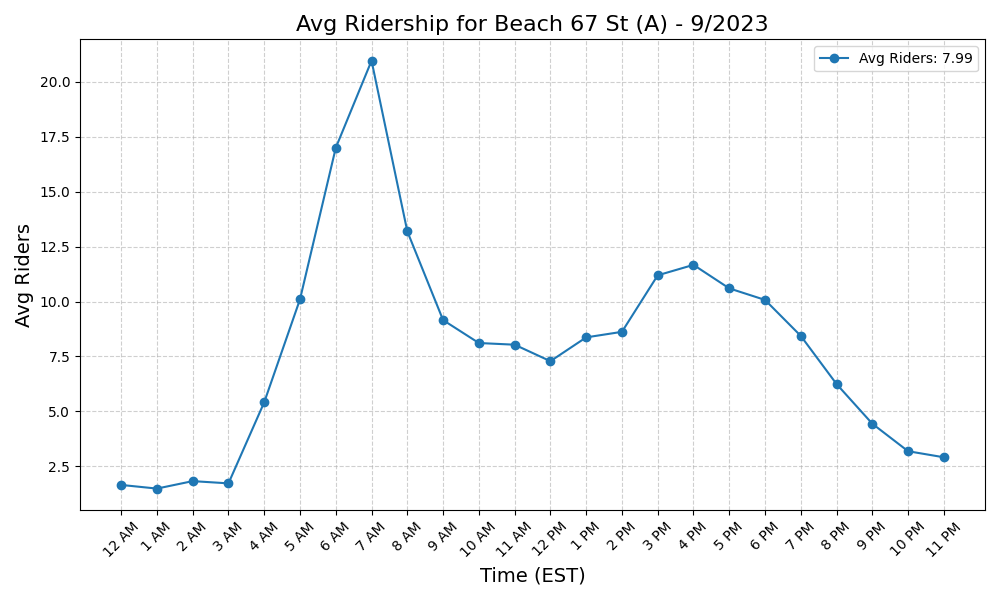 Avg Ridership for Beach 67 St (A) - 9/2023
Avg Riders: 7.99
Avg Riders
20.0
17.5
15.0
12.5
10.0
7.5
5.0
2.5
12 AM
1 AM
2 AM
3 AM
4 AM
5 AM
6 AM
7 AM
8 AM
9 AM
10 AM
11 AM
12 PM
1 PM
2 PM
3 PM
4 PM
5 PM
6 PM
7 PM
8 PM
9 PM
10 PM
11 PM
Time (EST)